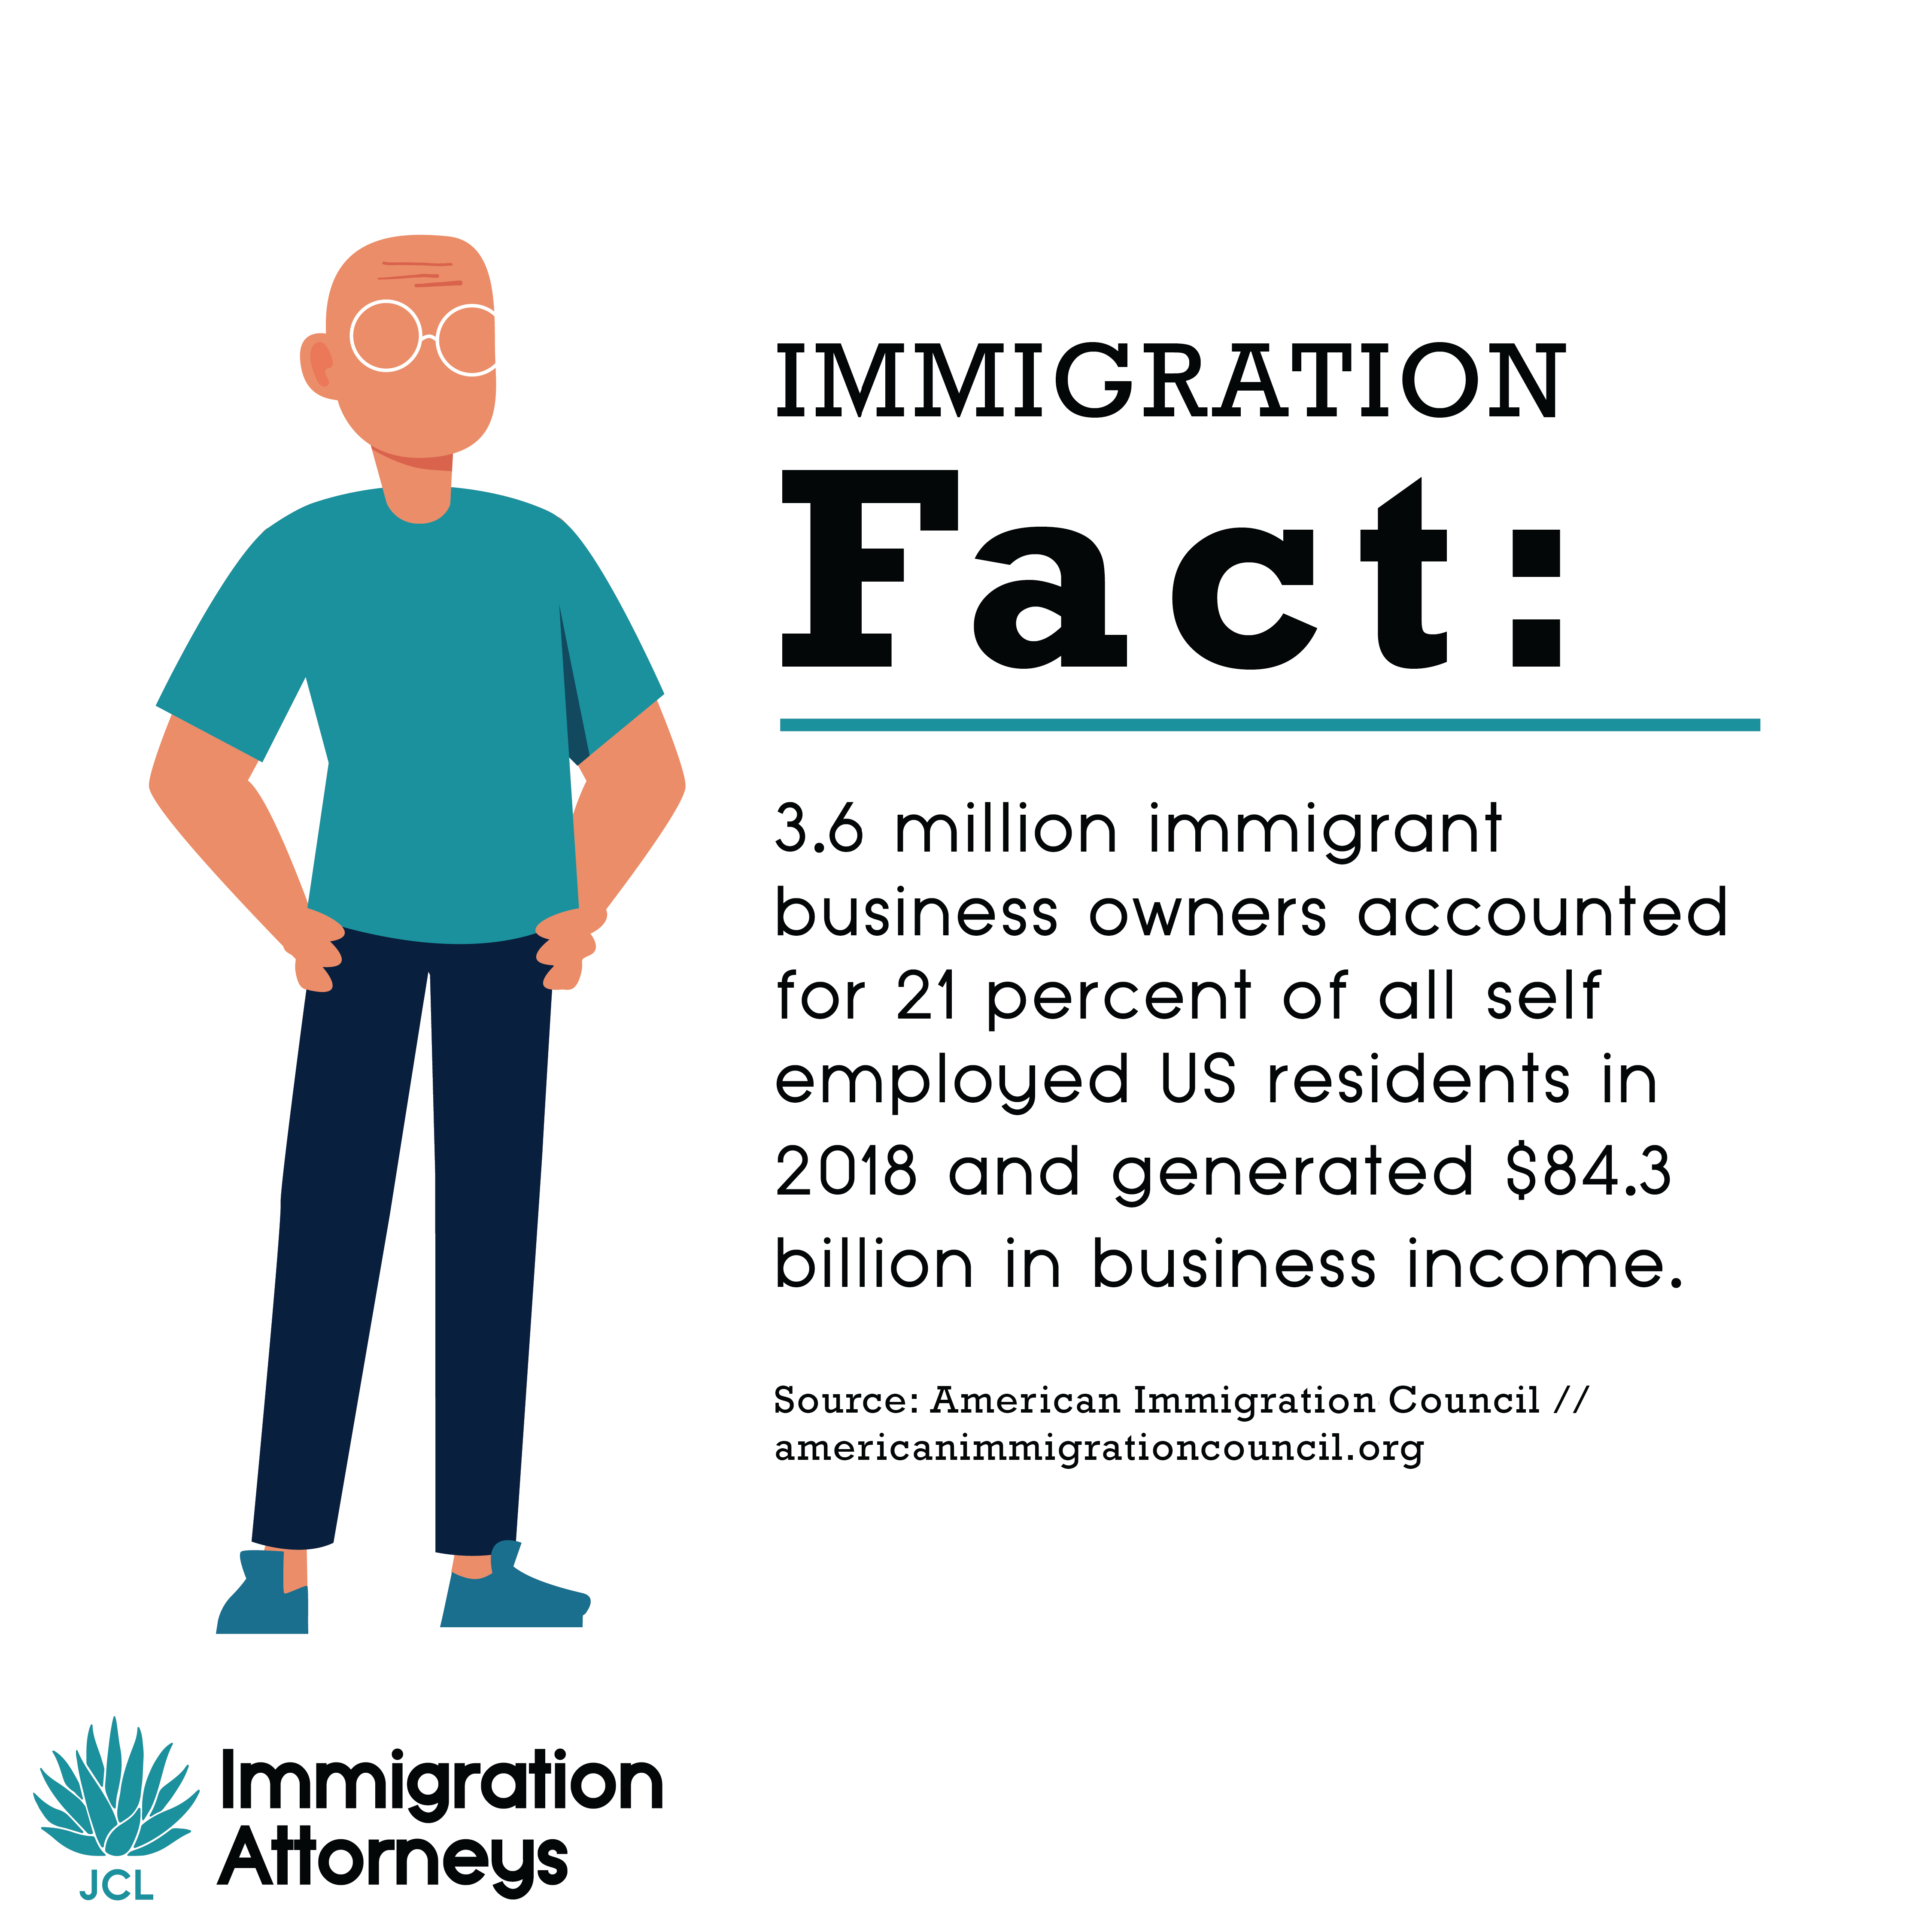 IMMIGRATION
Fact:
3.6 million immigrant
business owners accounted
for 21 percent of all self
employed US residents in
2018 and generated $84.3
billion in business income.
Source: American Immigration Council //
americanimmigrationcouncil.org
Immigration
Attorneys
JCL